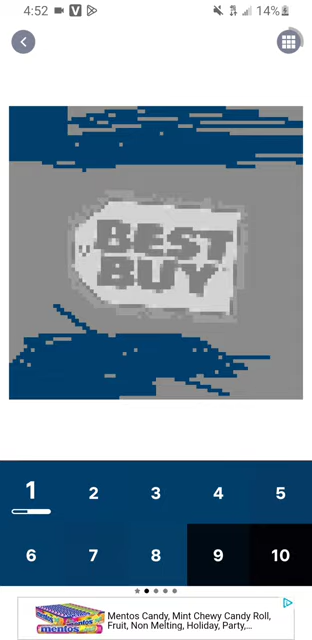 4:52
14%
BEST
BUY
1 2 3 4 5
6 7 8 9 10
mentos
Mentos Candy, Mint Chewy Candy Roll,
Fruit, Non Melting, Holiday, Party,...